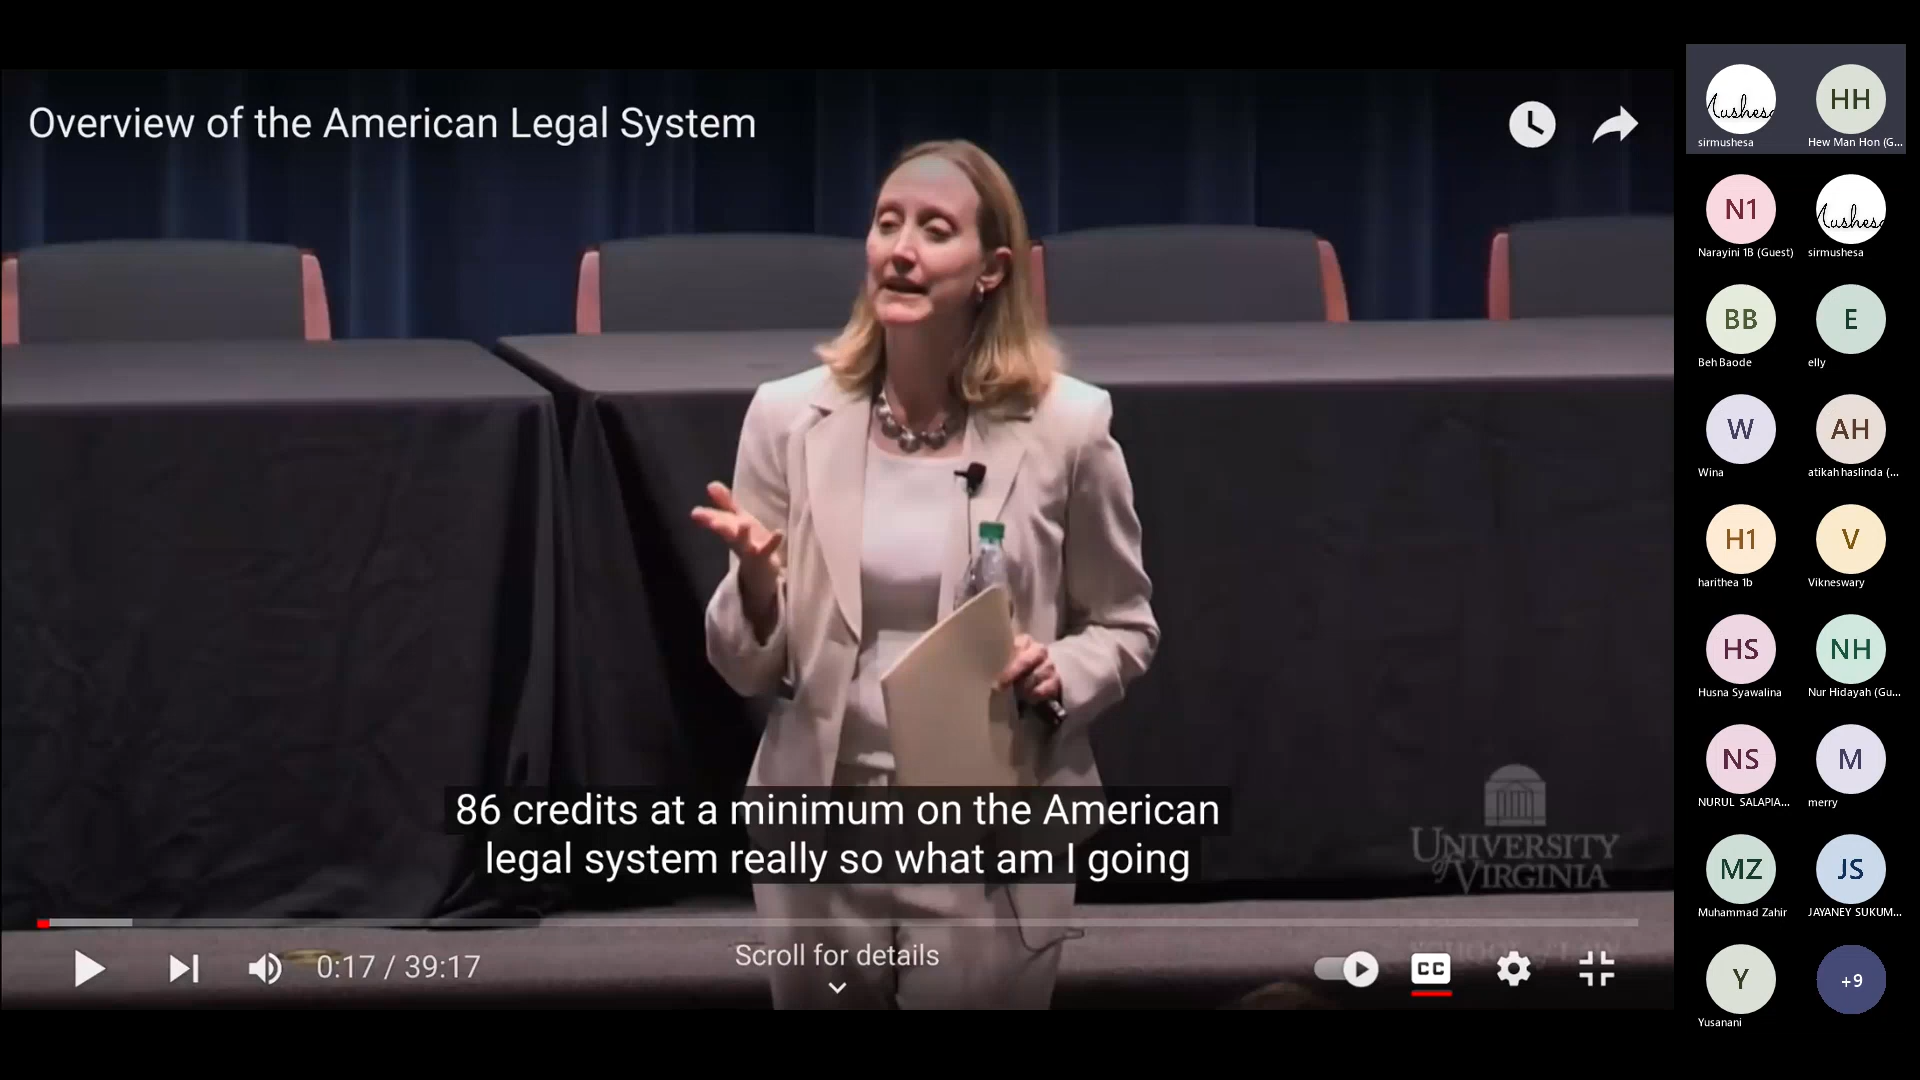 Overview of the American Legal System
86 credits at a minimum on the American
legal system really so what am I going
UNIVERSITY
of VIRGINIA
0:17 / 39:17
Scroll for details
CC
Mushesa
HH
sirmushesa
Hew Man Hon (G...
N1
Mushesa
Narayini 1B (Guest)
sirmushesa
BB
E
Beh Baode
elly
W
AH
Wina
atikah haslinda (...
H1
V
harithea 1b
Vikneswary
HS
NH
Husna Syawalina
Nur Hidayah (Gu...
NS
M
NURUL SALAPIA...
merry
MZ
JS
Muhammad Zahir
JAYANEY SUKUM...
Y
+9
Yusanani